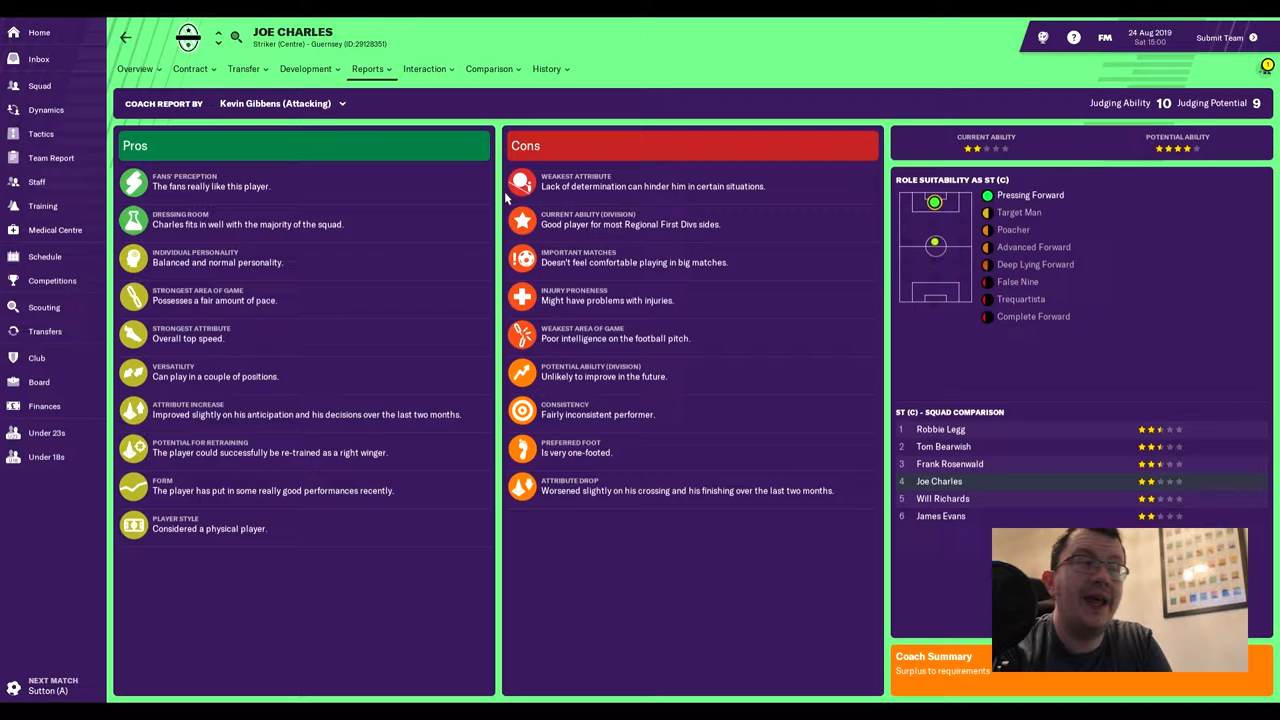 Home
Inbox
Squad
Dynamics
Tactics
Team Report
Staff
Training
Medical Centre
Schedule
Competitions
Scouting
Transfers
Club
Board
Finances
Under 23s
Under 18s
NEXT MATCH
Sutton (A)
JOE CHARLES
Striker (Centre) - Guernsey (ID:29128351)
FM
24 Aug 2019
Sat 15:00
Submit Team
Overview
Contract
Transfer
Development
Reports
Interaction
Comparison
History
1
COACH REPORT BY Kevin Gibbens (Attacking)
Judging Ability 10 Judging Potential 9
Pros
FANS' PERCEPTION
The fans really like this player.
DRESSING ROOM
Charles fits in well with the majority of the squad.
INDIVIDUAL PERSONALITY
Balanced and normal personality.
STRONGEST AREA OF GAME
Possesses a fair amount of pace.
STRONGEST ATTRIBUTE
Overall top speed.
VERSATILITY
Can play in a couple of positions.
ATTRIBUTE INCREASE
Improved slightly on his anticipation and his decisions over the last two months.
POTENTIAL FOR RETRAINING
The player could successfully be re-trained as a right winger.
FORM
The player has put in some really good performances recently.
PLAYER STYLE
Considered a physical player.
Cons
WEAKEST ATTRIBUTE
Lack of determination can hinder him in certain situations.
CURRENT ABILITY (DIVISION)
Good player for most Regional First Divs sides.
IMPORTANT MATCHES
Doesn't feel comfortable playing in big matches.
INJURY PRONENESS
Might have problems with injuries.
WEAKEST AREA OF GAME
Poor intelligence on the football pitch.
POTENTIAL ABILITY (DIVISION)
Unlikely to improve in the future.
CONSISTENCY
Fairly inconsistent performer.
PREFERRED FOOT
Is very one-footed.
ATTRIBUTE DROP
Worsened slightly on his crossing and his finishing over the last two months.
CURRENT ABILITY
POTENTIAL ABILITY
ROLE SUITABILITY AS ST (C)
Pressing Forward
Target Man
Poacher
Advanced Forward
Deep Lying Forward
False Nine
Trequartista
Complete Forward
ST (C) - SQUAD COMPARISON
1 Robbie Legg
2 Tom Bearwish
3 Frank Rosenwald
4 Joe Charles
5 Will Richards
6 James Evans
Coach Summary
Surplus to requirements